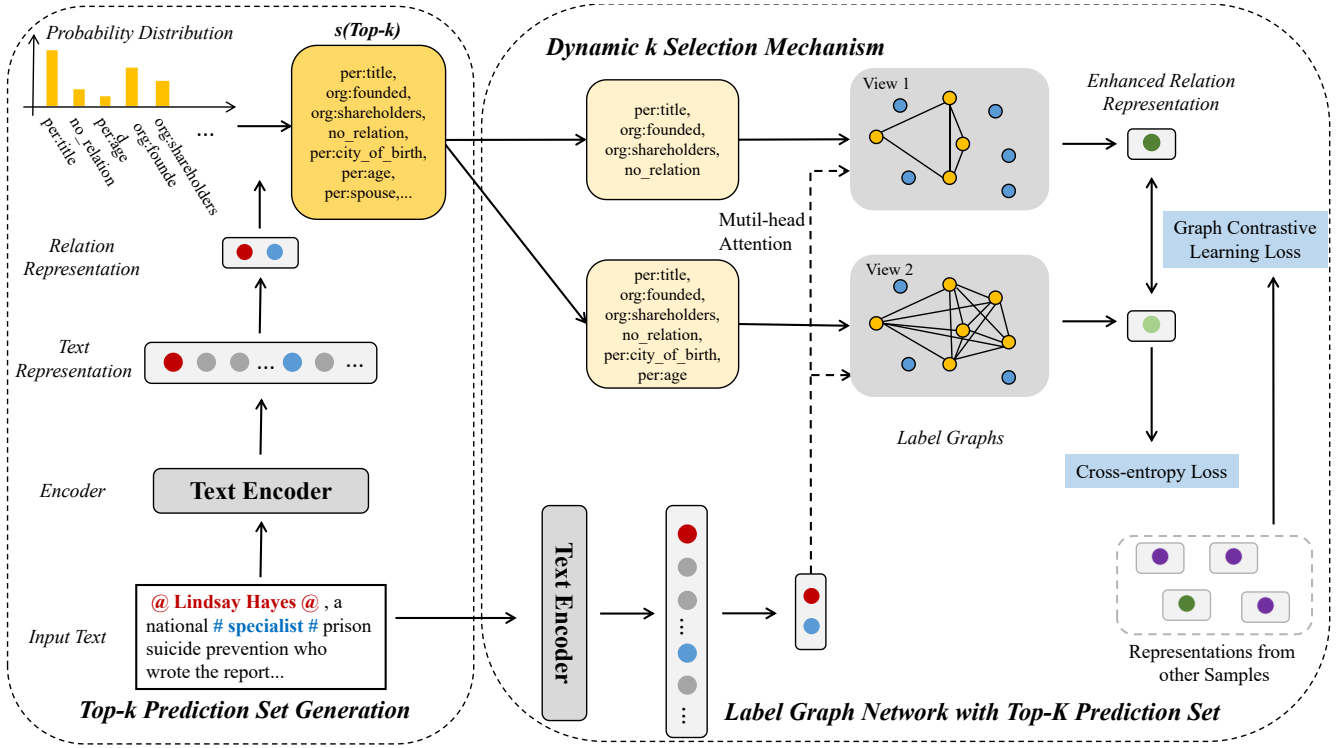 Probability Distribution
per:title
no_relation
per:age
d
org:founde
org:shareholders
...
s(Top-k)
per:title,
org:founded,
org:shareholders,
no_relation,
per:city_of_birth,
per:age,
per:spouse,...
Relation
Representation
Text
Representation
...
...
Encoder
Text Encoder
Input Text
@ Lindsay Hayes @ , a
national # specialist # prison
suicide prevention who
wrote the report...
Top-k Prediction Set Generation
Dynamic k Selection Mechanism
per:title,
org:founded,
org:shareholders,
no_relation
per:title,
org:founded,
org:shareholders,
no_relation,
per:city_of_birth,
per:age
Mutil-head
Attention
View 1
View 2
Label Graphs
Enhanced Relation
Representation
Graph Contrastive
Learning Loss
Cross-entropy Loss
Text Encoder
...
...
Representations from
other Samples
Label Graph Network with Top-K Prediction Set